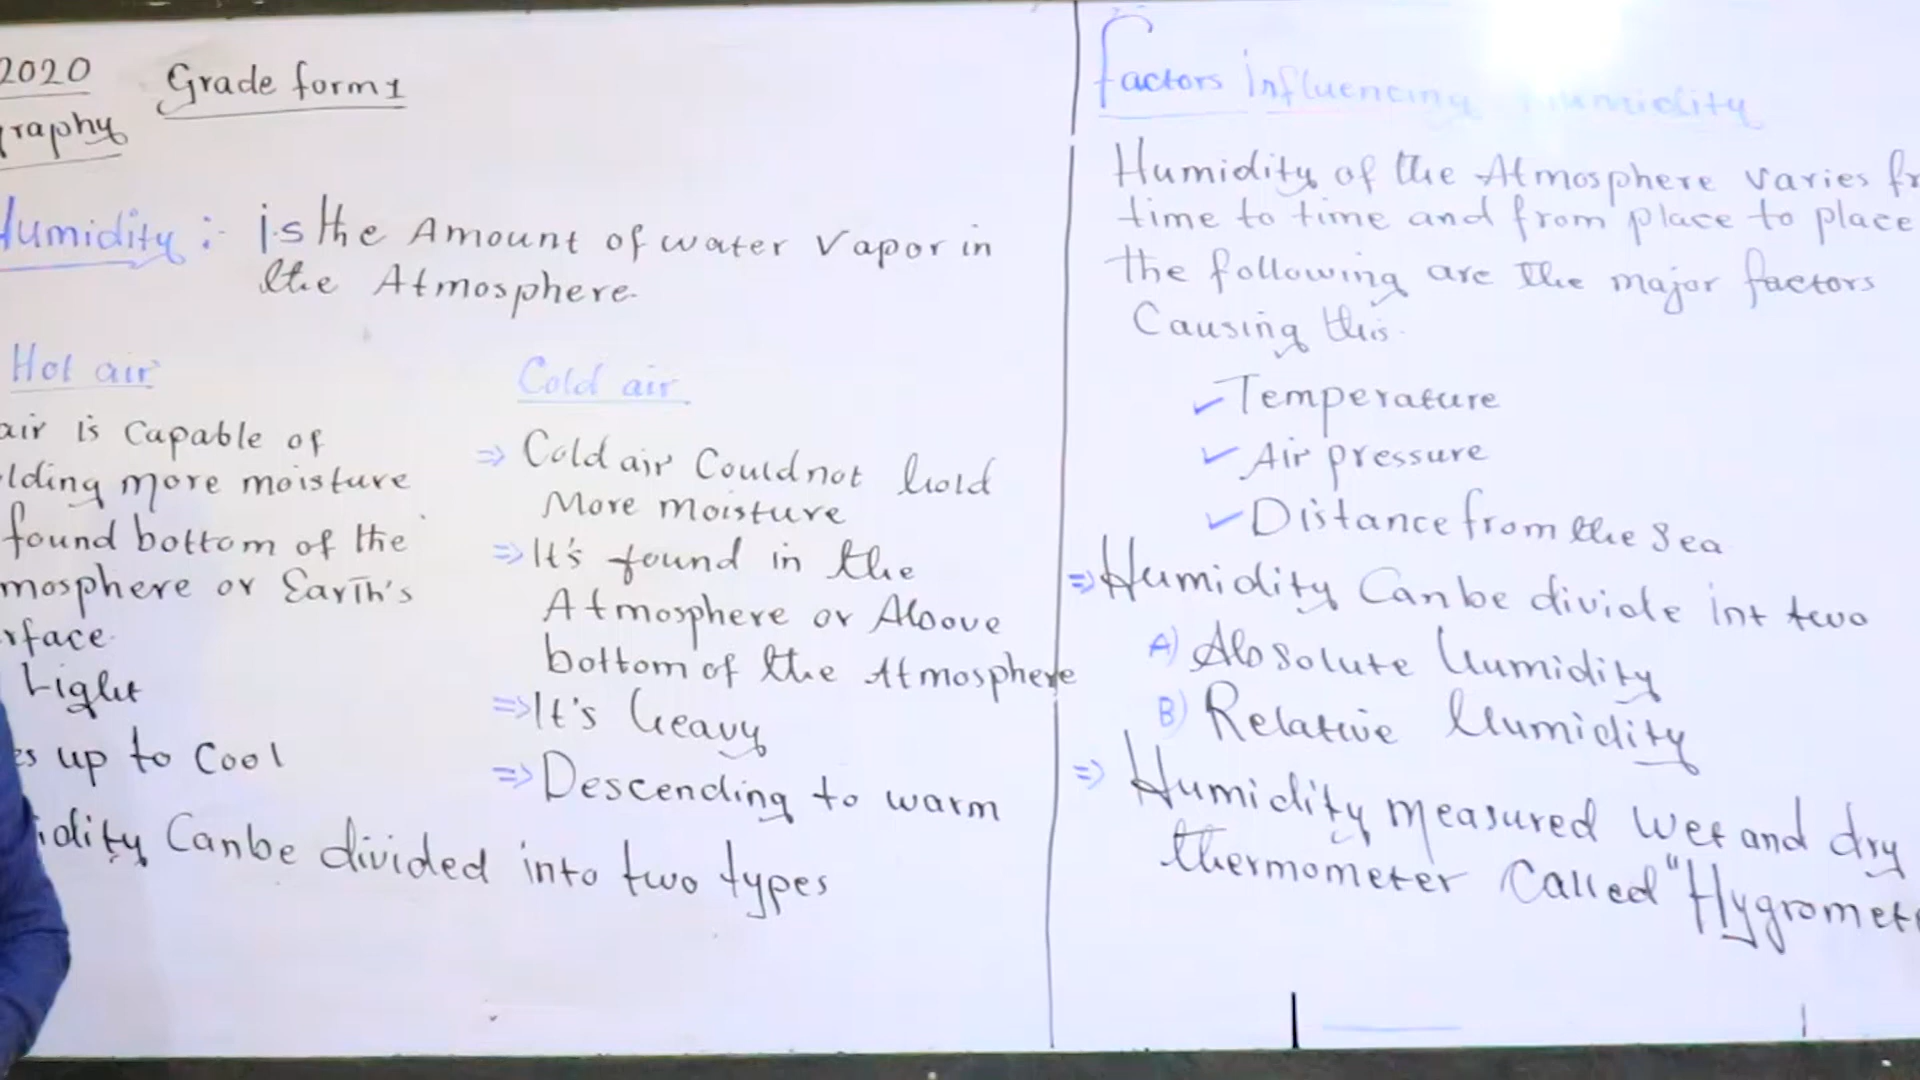 2020
Grade form 1
raphy
Humidity: is the Amount of water Vapor in
the Atmosphere.
Hot air
air is Capable of
lding more moisture
found bottom of the
mosphere or Earth's
rface.
Light
es up to Cool
idity Canbe divided into two types
Cold air
⇒ Cold air Couldnot hold
More moisture
⇒ It's found in the
Atmosphere or Above
bottom of the Atmosphere
⇒ It's heavy
⇒ Descending to warm
Factors Influencing Humidity
Humidity of the Atmosphere varies fr
time to time and from place to place
the following are the major factors
Causing this.
✓ Temperature
✓ Air pressure
✓ Distance from the Sea
⇒ Humidity Canbe divide int two
A) Absolute humidity
B) Relative humidity
⇒ Humidity measured wet and dry
thermometer Called "Hygromet